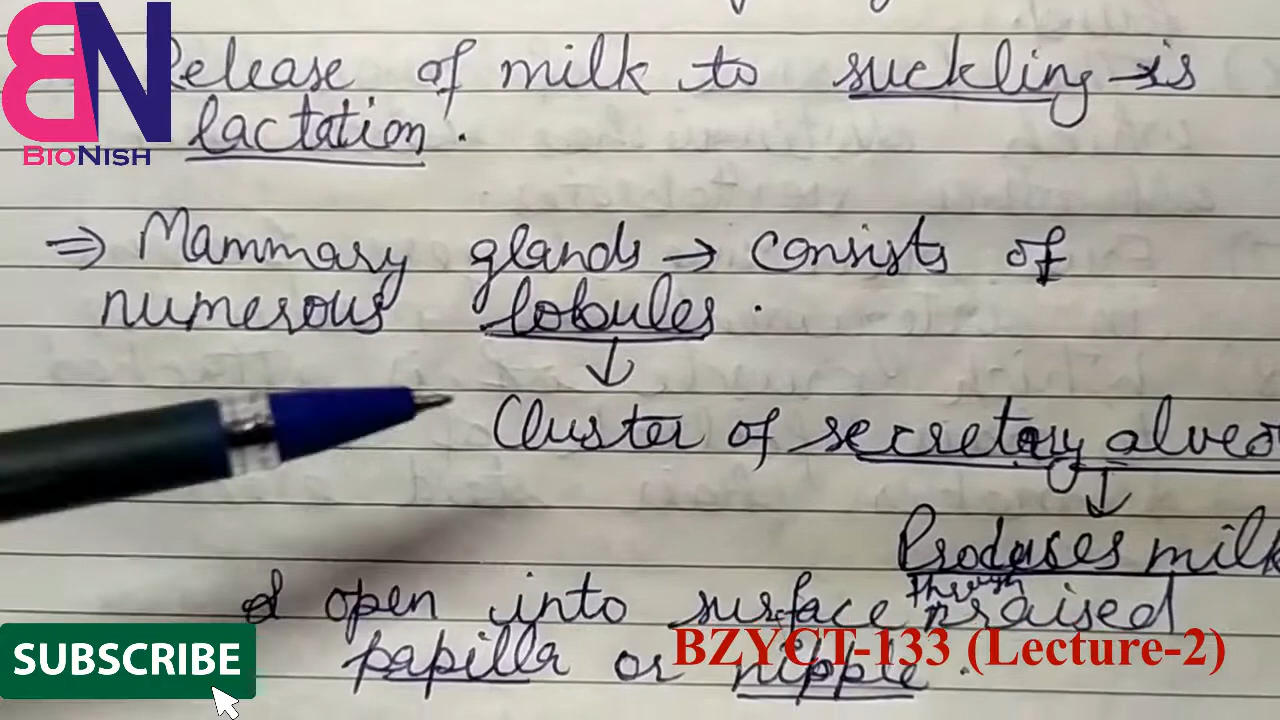 BN
BIONISH
Release of milk to suckling is
lactation.
⇒ Mammary glands → Consists of
numerous lobules.
↓
Cluster of secretory alveo
↓
Produces milk
& open into surface through raised
papilla or nipple.
SUBSCRIBE
BZYCT-133 (Lecture-2)